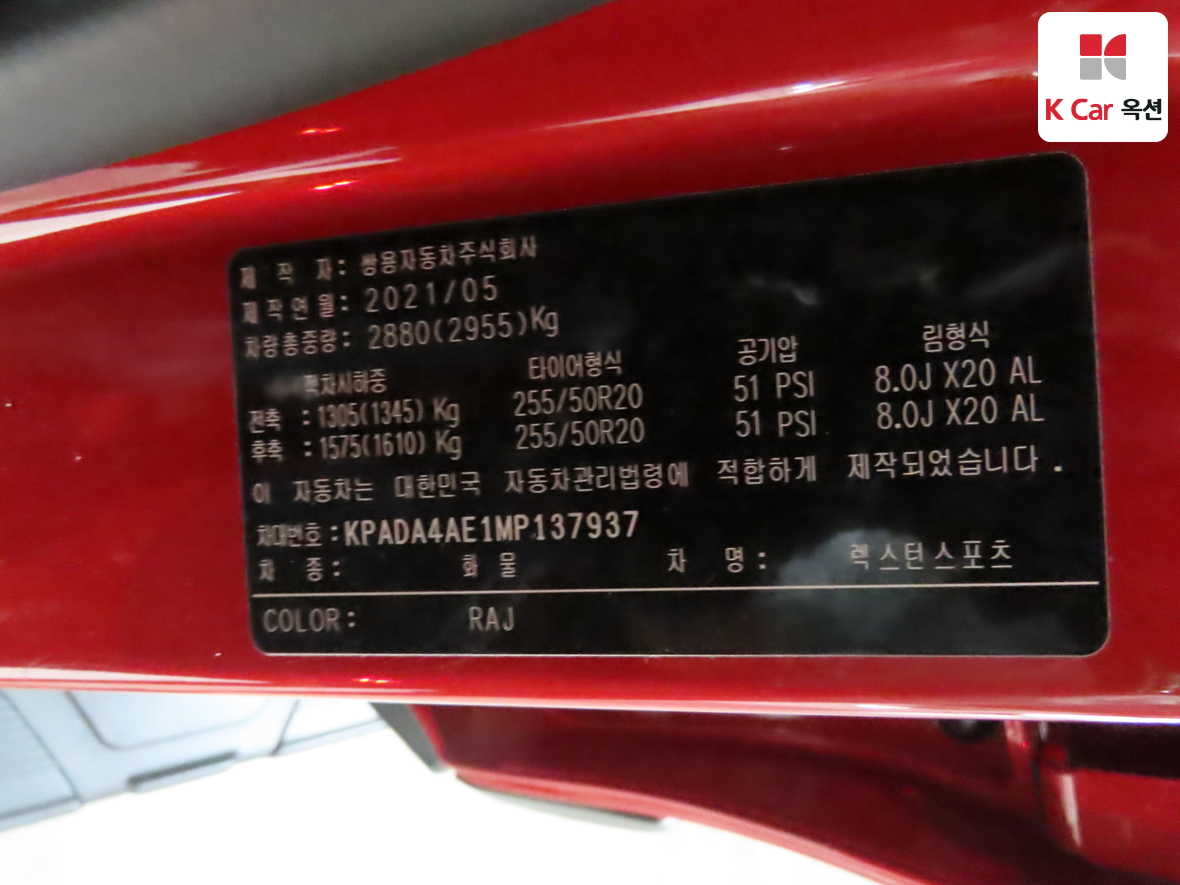 K Car 옥션
제 작 자: 쌍용자동차주식회사
제작연월: 2021/05
차량총중량: 2880(2955)Kg
적차시하중 타이어형식 공기압 림형식
전축 : 1305(1345) Kg 255/50R20 51 PSI 8.0J X20 AL
후축 : 1575(1610) Kg 255/50R20 51 PSI 8.0J X20 AL
이 자동차는 대한민국 자동차관리법령에 적합하게 제작되었습니다.
차대번호:KPADA4AE1MP137937
차 종: 화 물 차 명: 렉스턴스포츠
COLOR: RAJ